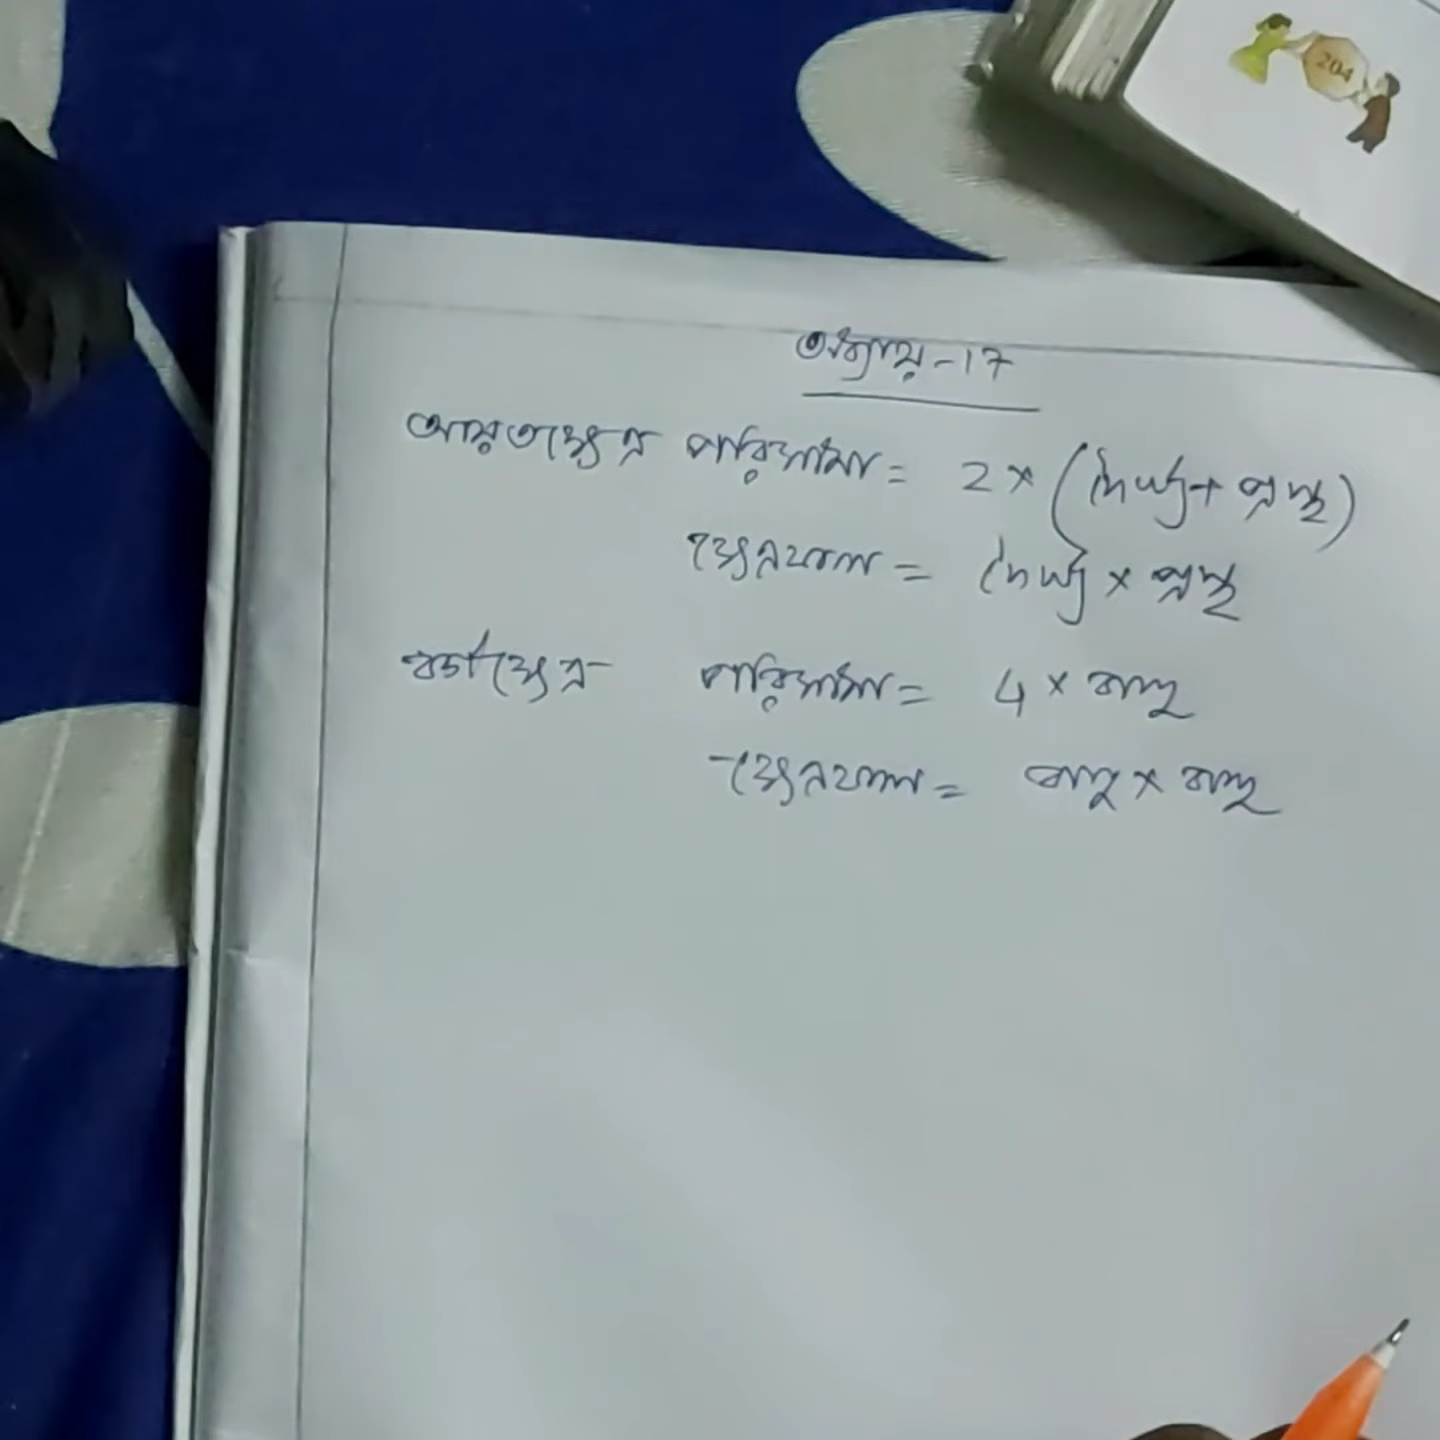 204
অধ্যায় - 17
আয়তক্ষেত্র পরিসীমা = 2 × (দৈর্ঘ্য + প্রস্থ)
ক্ষেত্রফল = দৈর্ঘ্য × প্রস্থ
বর্গক্ষেত্র পরিসীমা = 4 × বাহু
ক্ষেত্রফল = বাহু × বাহু